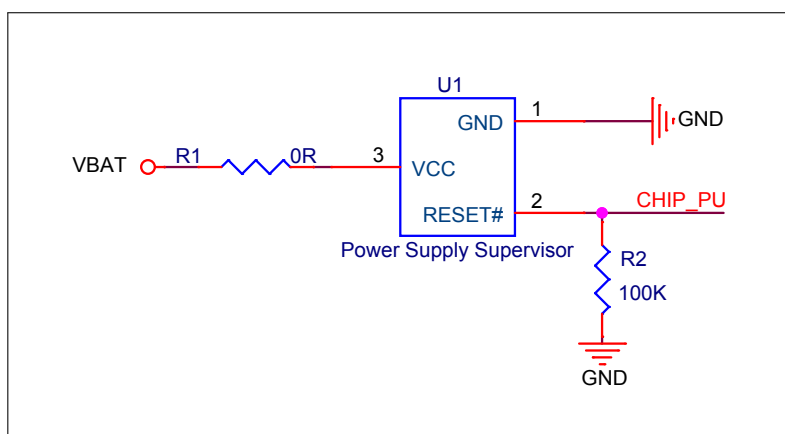 U1
1
GND
GND
VBAT
R1
0R
3
VCC
2
CHIP_PU
RESET#
Power Supply Supervisor
R2
100K
GND